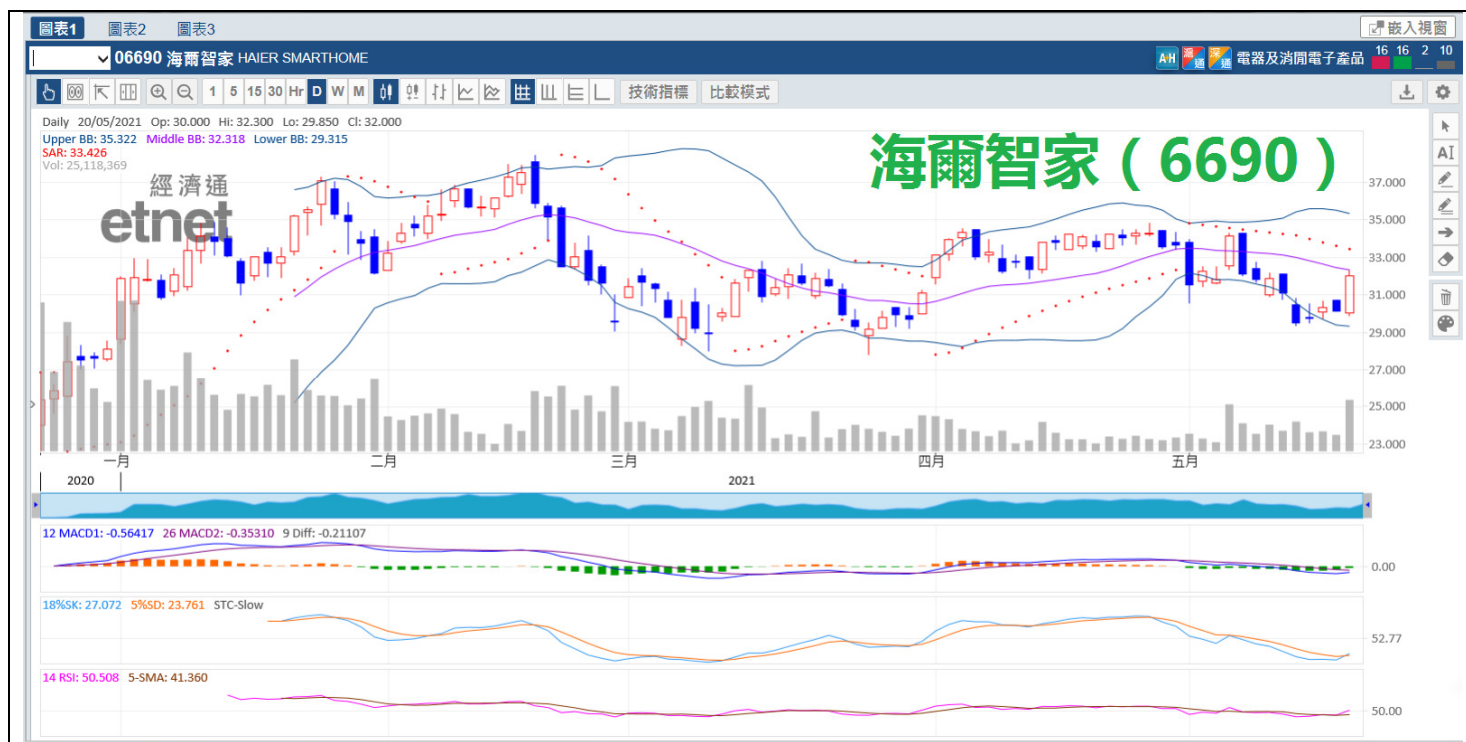 圖表1 圖表2 圖表3 嵌入視窗
06690 海爾智家 HAIER SMARTHOME 電器及消閒電子產品 16 16 2 10
AH 滬通 深通
1 5 15 30 Hr D W M 技術指標 比較模式
Daily 20/05/2021 Op: 30.000 Hi: 32.300 Lo: 29.850 Cl: 32.000
Upper BB: 35.322 Middle BB: 32.318 Lower BB: 29.315
SAR: 33.426
Vol: 25,118,369
海爾智家（6690）
經濟通
etnet
AI
37.000
35.000
33.000
31.000
29.000
27.000
25.000
23.000
一月 二月 三月 四月 五月
2020 2021
12 MACD1: -0.56417 26 MACD2: -0.35310 9 Diff: -0.21107
0.00
18%SK: 27.072 5%SD: 23.761 STC-Slow
52.77
14 RSI: 50.508 5-SMA: 41.360
50.00